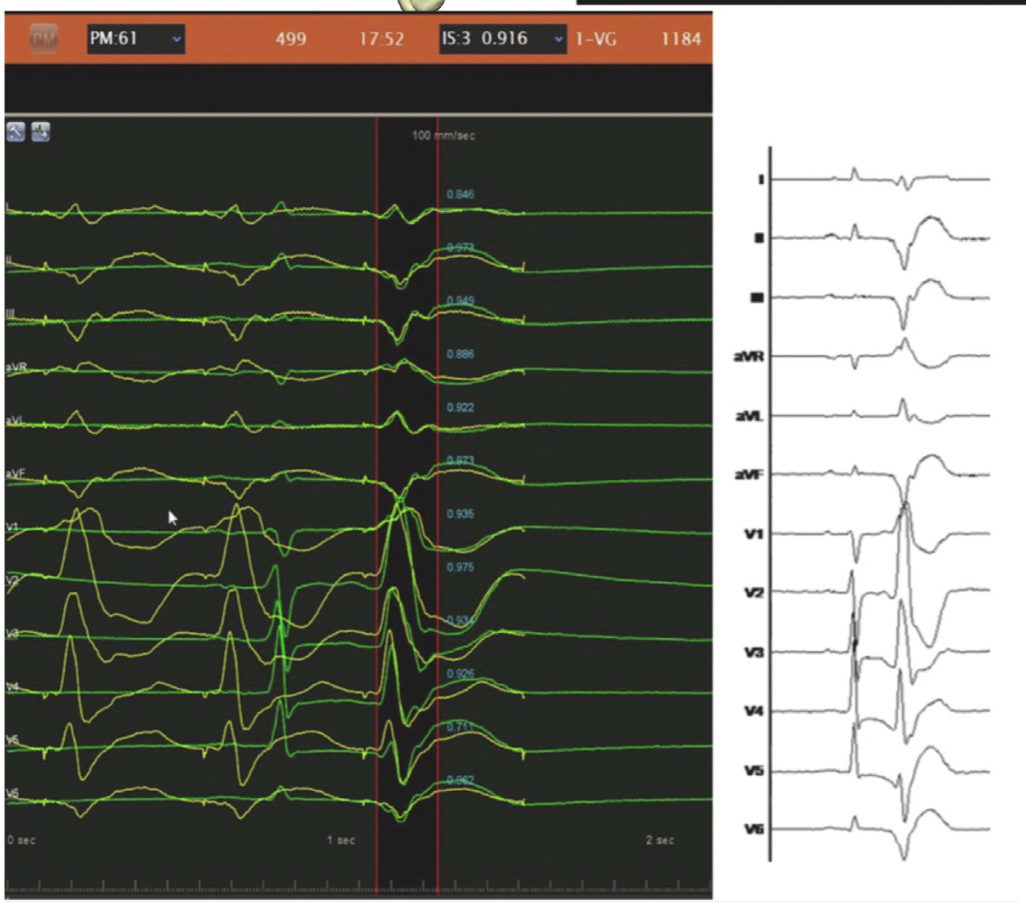 PM PM:61 499 17:52 IS:3 0.916 1-VG 1184
100 mm/sec
0.846
I
0.973
II
0.949
III
0.886
aVR
0.922
aVL
0.973
aVF
0.935
V1
0.975
V2
0.934
V3
0.926
V4
0.711
V5
0.962
V6
0 sec 1 sec 2 sec
I
II
III
aVR
aVL
aVF
V1
V2
V3
V4
V5
V6